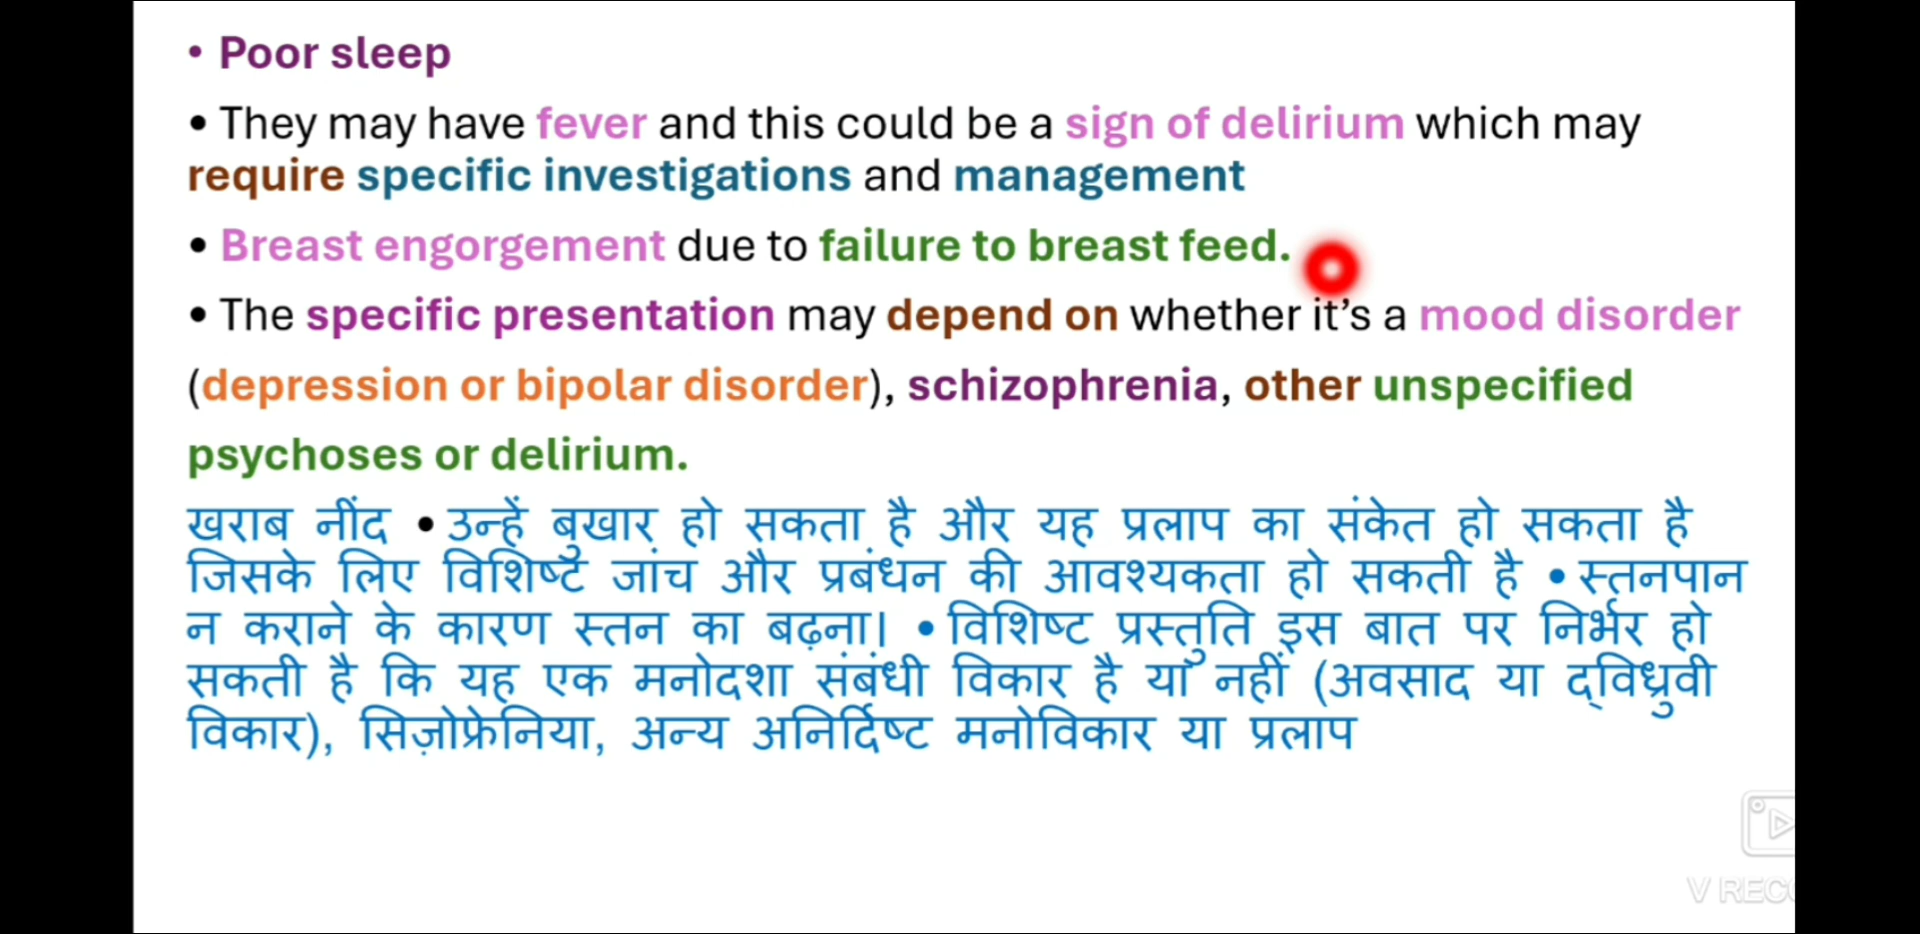 • Poor sleep
• They may have fever and this could be a sign of delirium which may
require specific investigations and management
• Breast engorgement due to failure to breast feed.
• The specific presentation may depend on whether it’s a mood disorder
(depression or bipolar disorder), schizophrenia, other unspecified
psychoses or delirium.
खराब नींद • उन्हें बुखार हो सकता है और यह प्रलाप का संकेत हो सकता है
जिसके लिए विशिष्ट जांच और प्रबंधन की आवश्यकता हो सकती है • स्तनपान
न कराने के कारण स्तन का बढ़ना। • विशिष्ट प्रस्तुति इस बात पर निर्भर हो
सकती है कि यह एक मनोदशा संबंधी विकार है या नहीं (अवसाद या द्विध्रुवी
विकार), सिज़ोफ्रेनिया, अन्य अनिर्दिष्ट मनोविकार या प्रलाप